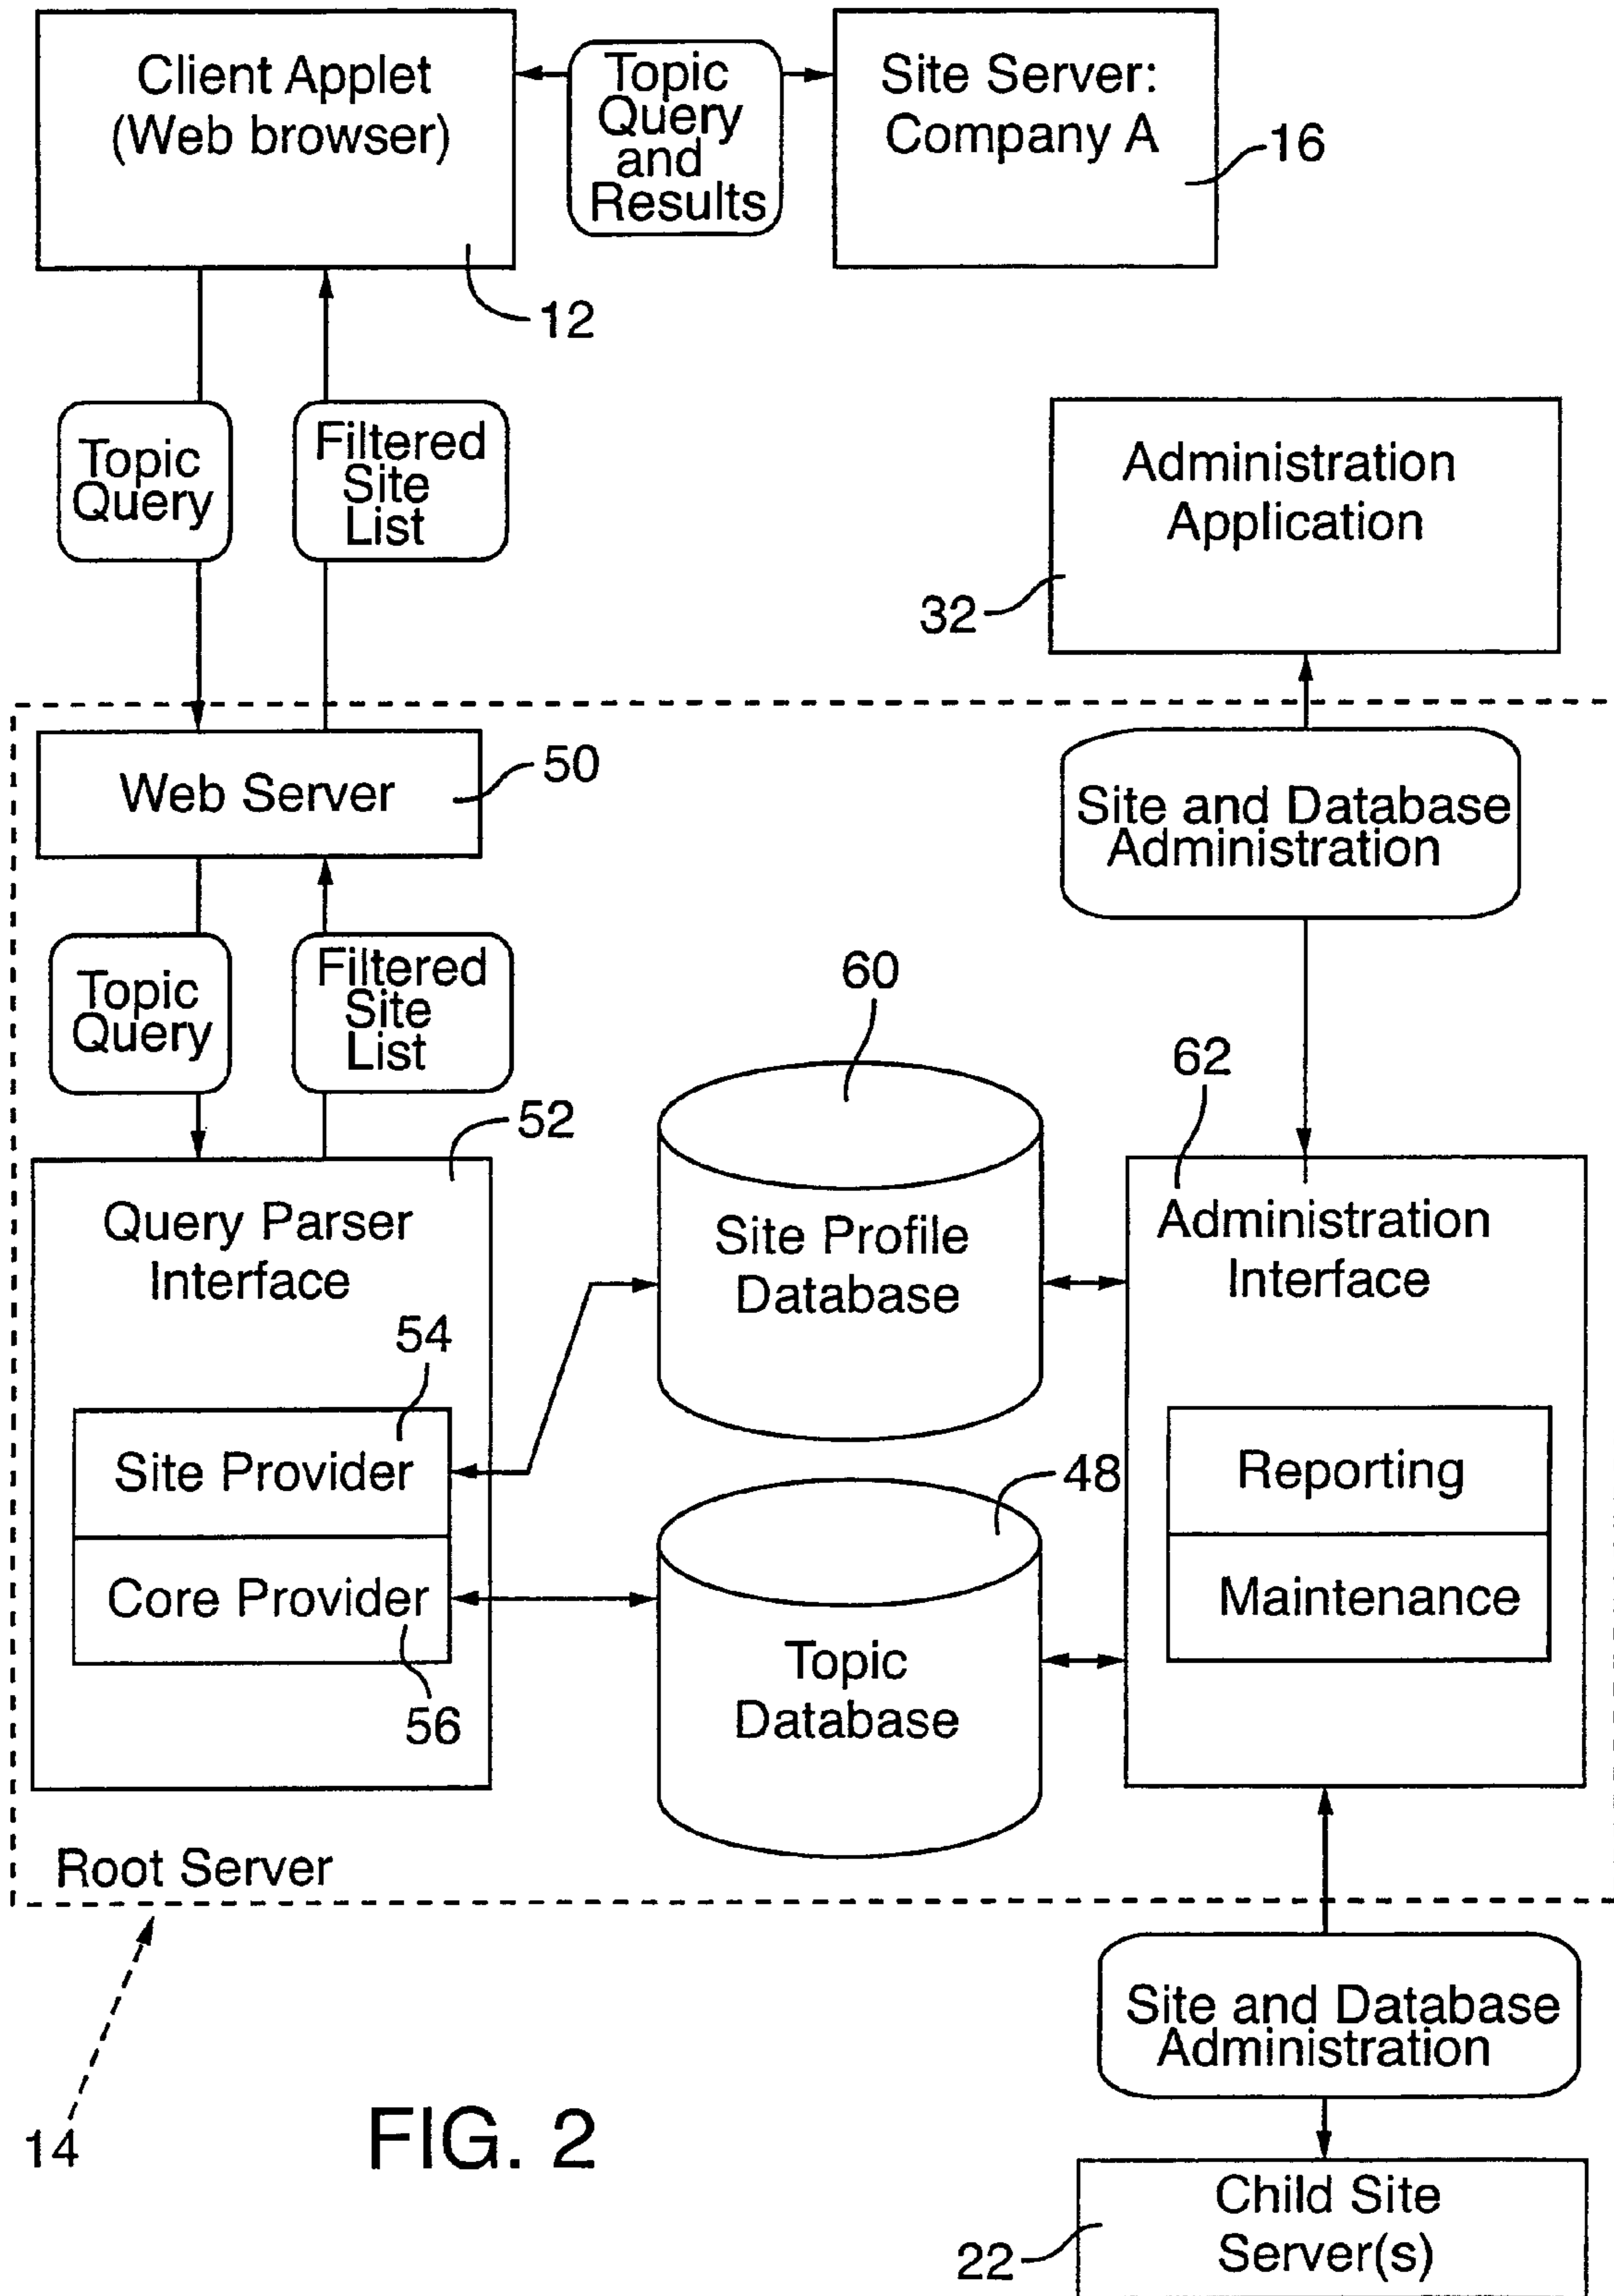 Client Applet
(Web browser)
Topic
Query
and
Results
Site Server:
Company A
16
12
Topic
Query
Filtered
Site
List
Administration
Application
32
Web Server
50
Site and Database
Administration
Topic
Query
Filtered
Site
List
60
62
52
Query Parser
Interface
Site Profile
Database
Administration
Interface
54
Site Provider
Core Provider
56
48
Topic
Database
Reporting
Maintenance
Root Server
14
Site and Database
Administration
FIG. 2
Child Site
Server(s)
22